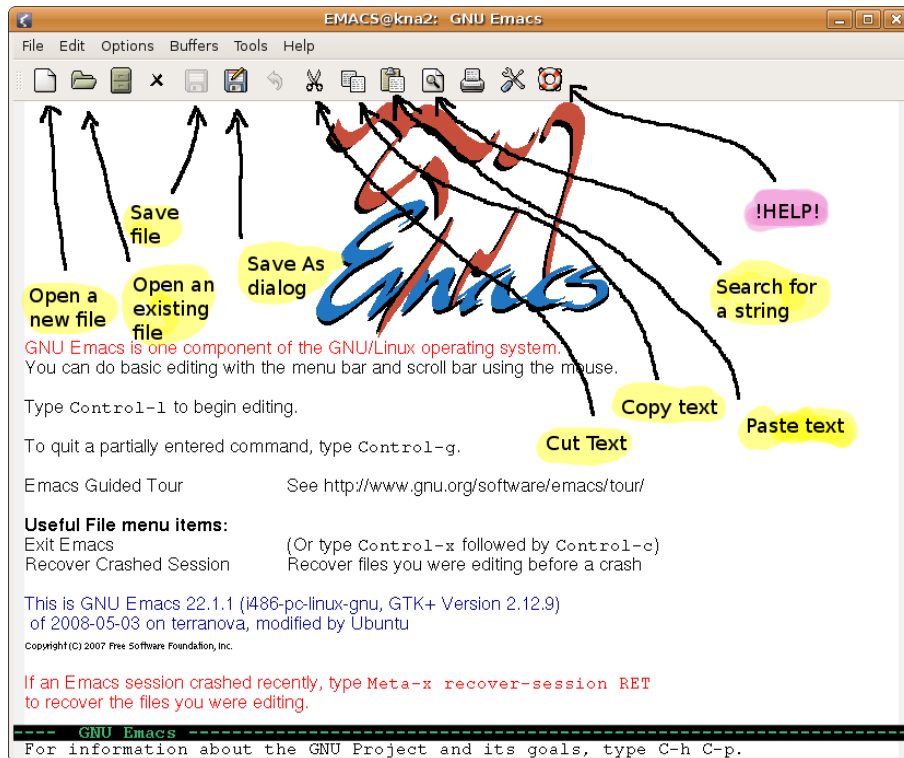 EMACS@kna2: GNU Emacs
File Edit Options Buffers Tools Help
!HELP!
Save file
Save As dialog
Open a new file
Open an existing file
Search for a string
Emacs
GNU Emacs is one component of the GNU/Linux operating system.
You can do basic editing with the menu bar and scroll bar using the mouse.
Copy text
Type Control-l to begin editing.
Paste text
Cut Text
To quit a partially entered command, type Control-g.
Emacs Guided Tour See http://www.gnu.org/software/emacs/tour/
Useful File menu items:
Exit Emacs (Or type Control-x followed by Control-c)
Recover Crashed Session Recover files you were editing before a crash
This is GNU Emacs 22.1.1 (i486-pc-linux-gnu, GTK+ Version 2.12.9)
of 2008-05-03 on terranova, modified by Ubuntu
Copyright (C) 2007 Free Software Foundation, Inc.
If an Emacs session crashed recently, type Meta-x recover-session RET
to recover the files you were editing.
---- GNU Emacs ----
For information about the GNU Project and its goals, type C-h C-p.